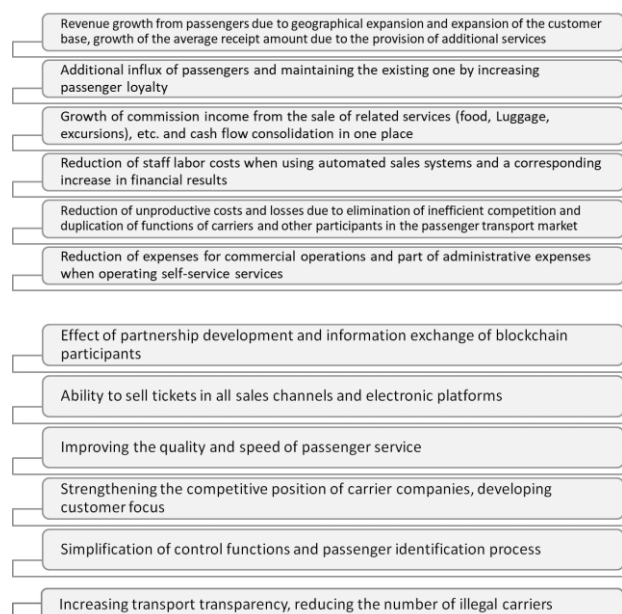 Revenue growth from passengers due to geographical expansion and expansion of the customer
base, growth of the average receipt amount due to the provision of additional services
Additional influx of passengers and maintaining the existing one by increasing
passenger loyalty
Growth of commission income from the sale of related services (food, Luggage,
excursions), etc. and cash flow consolidation in one place
Reduction of staff labor costs when using automated sales systems and a corresponding
increase in financial results
Reduction of unproductive costs and losses due to elimination of inefficient competition and
duplication of functions of carriers and other participants in the passenger transport market
Reduction of expenses for commercial operations and part of administrative expenses
when operating self-service services
Effect of partnership development and information exchange of blockchain
participants
Ability to sell tickets in all sales channels and electronic platforms
Improving the quality and speed of passenger service
Strengthening the competitive position of carrier companies, developing
customer focus
Simplification of control functions and passenger identification process
Increasing transport transparency, reducing the number of illegal carriers